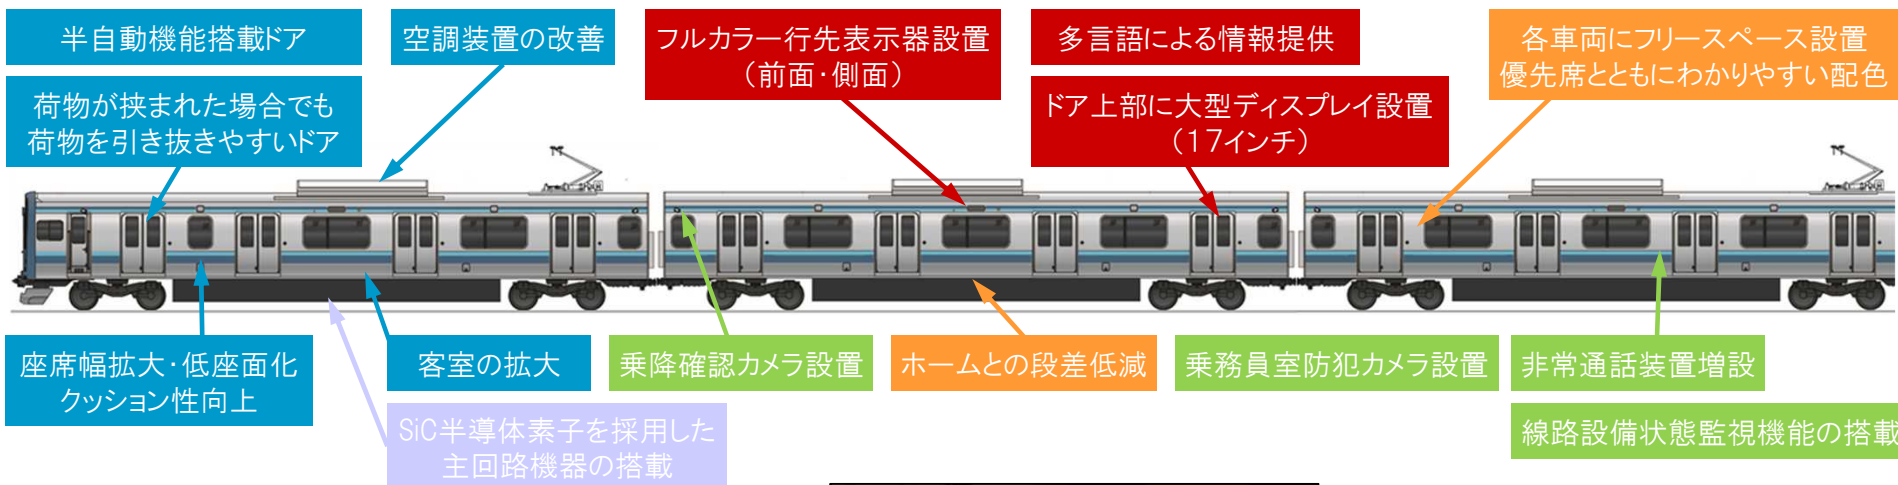 半自動機能搭載ドア
空調装置の改善
フルカラー行先表示器設置
(前面・側面)
多言語による情報提供
各車両にフリースペース設置
優先席とともにわかりやすい配色
荷物が挟まれた場合でも
荷物を引き抜きやすいドア
ドア上部に大型ディスプレイ設置
(17インチ)
座席幅拡大・低座面化
クッション性向上
客室の拡大
乗降確認カメラ設置
ホームとの段差低減
乗務員室防犯カメラ設置
非常通話装置増設
SiC半導体素子を採用した
主回路機器の搭載
線路設備状態監視機能の搭載